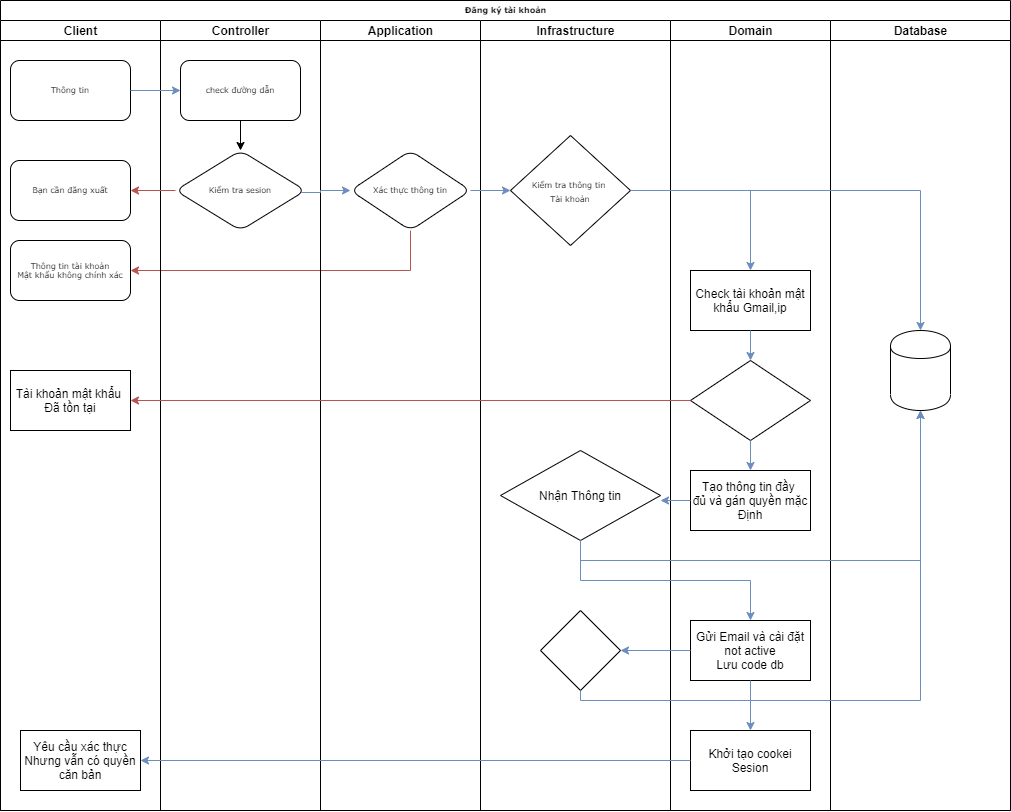 Đăng ký tài khoản
Client
Controller
Application
Infrastructure
Domain
Database
Thông tin
check đường dẫn
Bạn cần đăng xuất
Kiểm tra sesion
Xác thực thông tin
Kiểm tra thông tin
Tài khoản
Thông tin tài khoản
Mật khẩu không chính xác
Check tài khoản mật
khẩu Gmail,ip
Tài khoản mật khẩu
Đã tồn tại
Nhận Thông tin
Tạo thông tin đầy
đủ và gán quyền mặc
Định
Gửi Email và cài đặt
not active
Lưu code db
Yêu cầu xác thực
Nhưng vẫn có quyền
căn bản
Khởi tạo cookei
Sesion